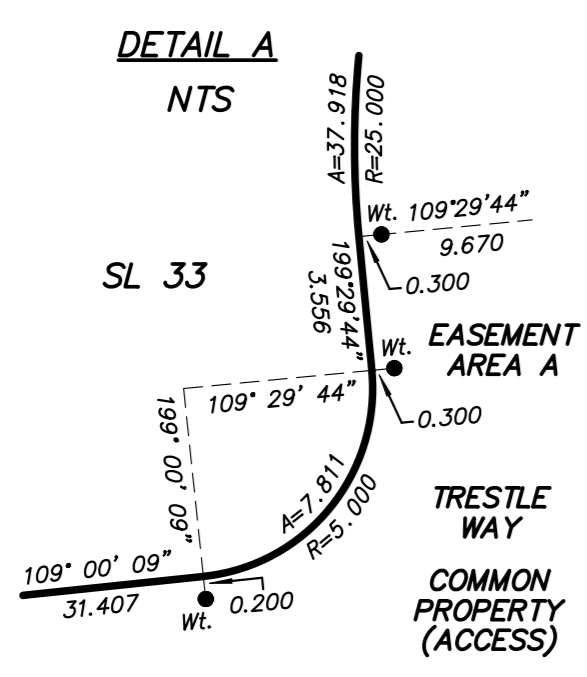 DETAIL A
NTS
A=37.918
R=25.000
Wt. 109°29'44"
9.670
0.300
199°29'44"
3.556
SL 33
Wt.
EASEMENT
AREA A
109° 29' 44"
0.300
199° 00' 09"
A=7.811
R=5.000
TRESTLE
WAY
109° 00' 09"
31.407
Wt.
0.200
COMMON
PROPERTY
(ACCESS)